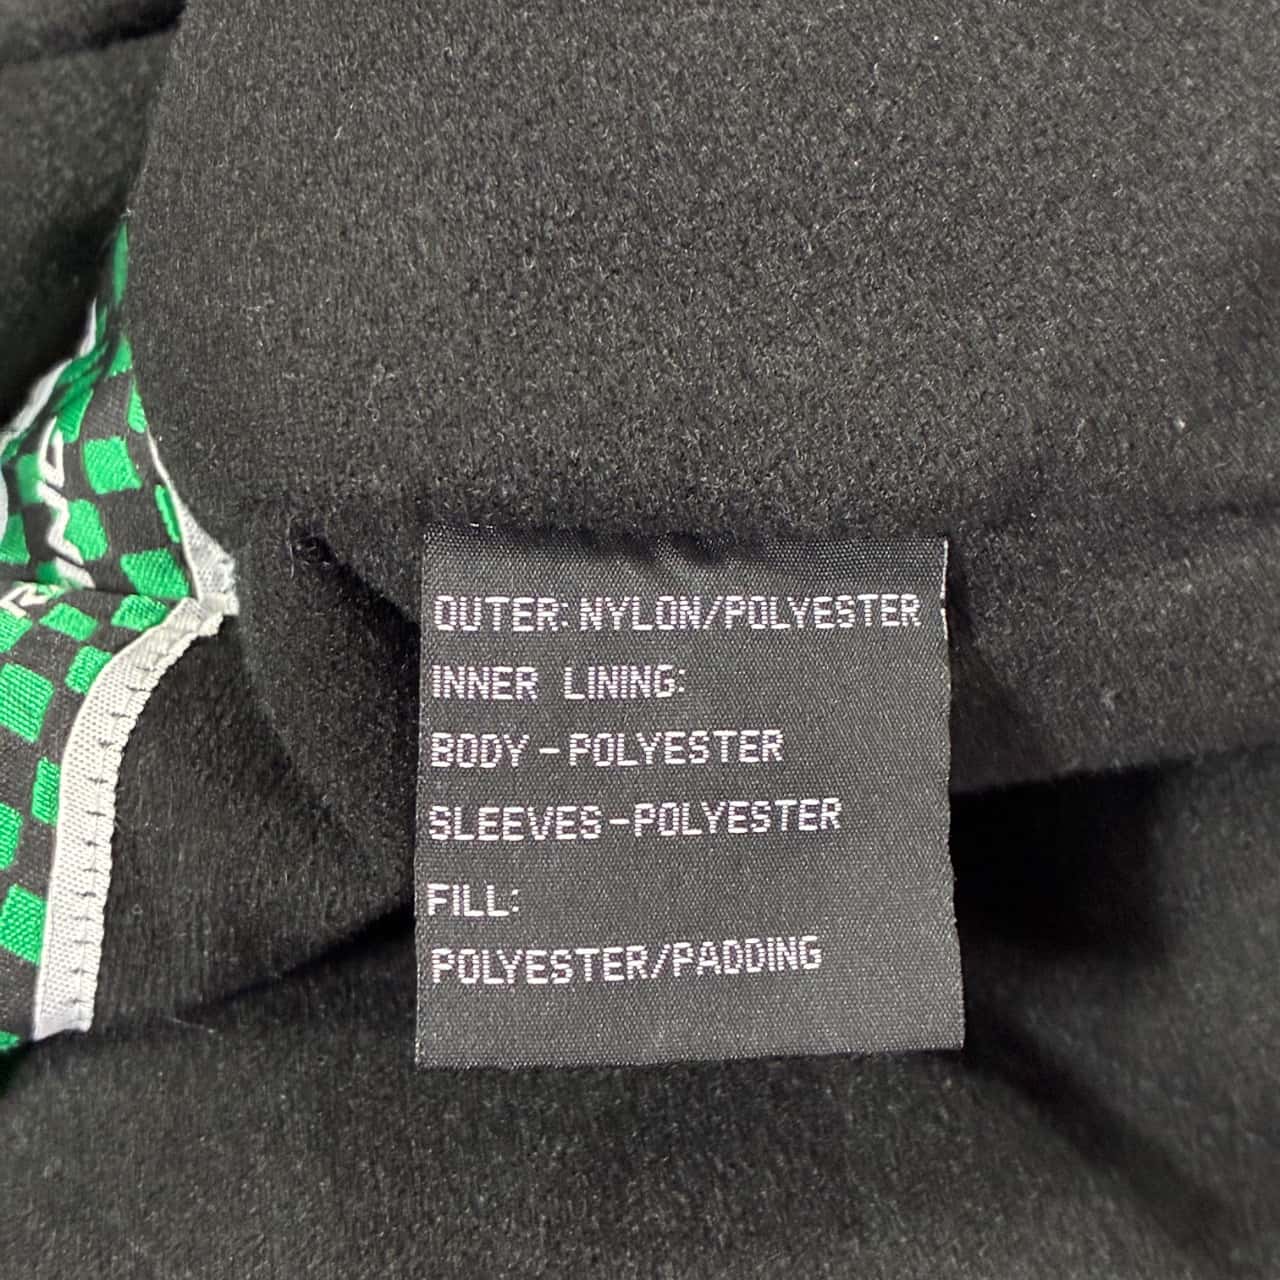 OUTER: NYLON/POLYESTER
INNER LINING:
BODY - POLYESTER
SLEEVES-POLYESTER
FILL:
POLYESTER/PADDING